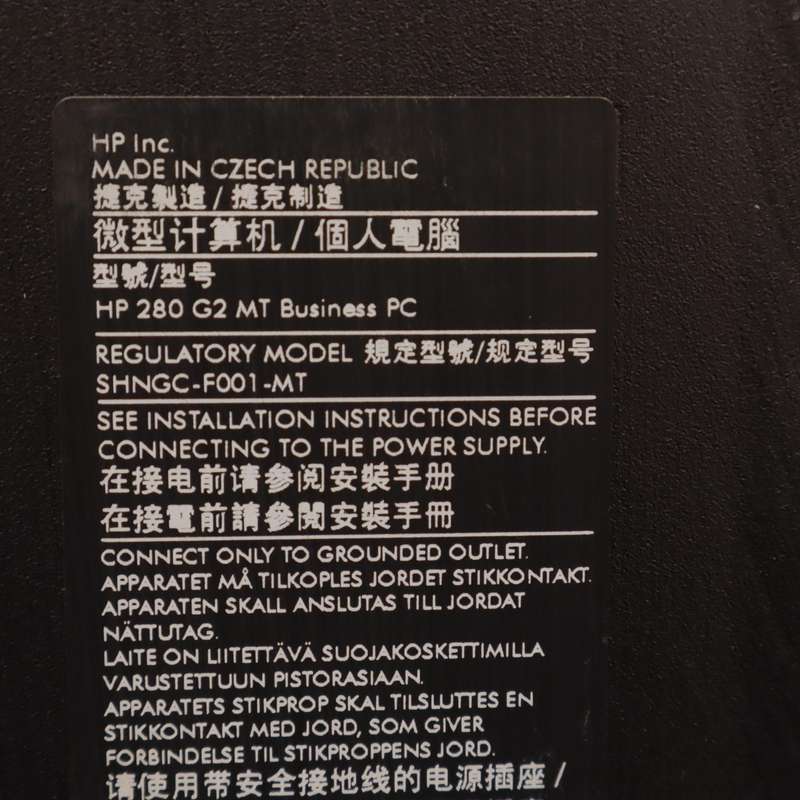 HP Inc.
MADE IN CZECH REPUBLIC
捷克製造 / 捷克制造
微型计算机 / 個人電腦
型號/型号
HP 280 G2 MT Business PC
REGULATORY MODEL 規定型號/规定型号
SHNGC-F001-MT
SEE INSTALLATION INSTRUCTIONS BEFORE
CONNECTING TO THE POWER SUPPLY.
在接电前请参阅安装手册
在接電前請參閱安裝手冊
CONNECT ONLY TO GROUNDED OUTLET.
APPARATET MÅ TILKOPLES JORDET STIKKONTAKT.
APPARATEN SKALL ANSLUTAS TILL JORDAT
NÄTTUTAG.
LAITE ON LIITETTÄVÄ SUOJAKOSKETTIMILLA
VARUSTETTUUN PISTORASIAAN.
APPARATETS STIKPROP SKAL TILSLUTTES EN
STIKKONTAKT MED JORD, SOM GIVER
FORBINDELSE TIL STIKPROPPENS JORD.
请使用带安全接地线的电源插座 /